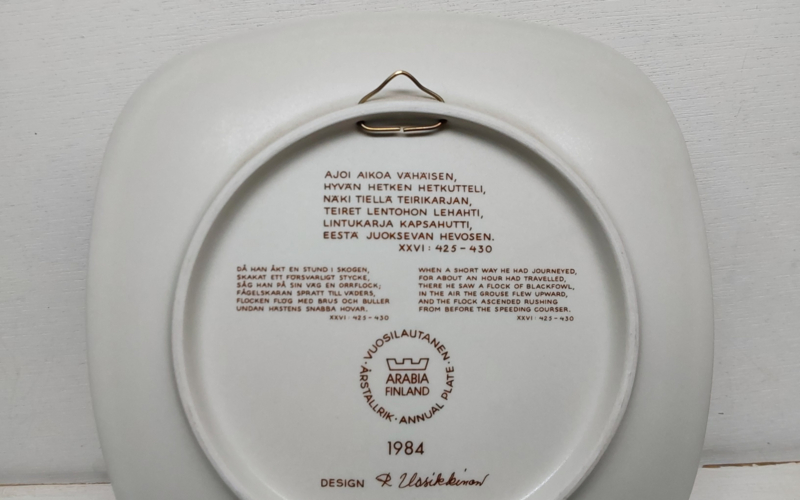 AJOI AIKOA VÄHÄISEN,
HYVÄN HETKEN HETKUTTELI,
NÄKI TIELLÄ TEIRIKARJAN,
TEIRET LENTOHON LEHAHTI,
LINTUKARJA KAPSAHUTTI,
EESTÄ JUOKSEVAN HEVOSEN.
XXVI: 425-430
DÅ HAN ÅKT EN STUND I SKOGEN,
SKAKAT ETT FÖRSVARLIGT STYCKE,
SÅG HAN PÅ SIN VÄG EN ORRFLOCK;
FÅGELSKARAN SPRATT TILL VÄDERS,
FLOCKEN FLÖG MED BRUS OCH BULLER
UNDAN HÄSTENS SNABBA HOVAR.
XXVI: 425-430
WHEN A SHORT WAY HE HAD JOURNEYED,
FOR ABOUT AN HOUR HAD TRAVELLED,
THERE HE SAW A FLOCK OF BLACKFOWL,
IN THE AIR THE GROUSE FLEW UPWARD,
AND THE FLOCK ASCENDED RUSHING
FROM BEFORE THE SPEEDING COURSER.
XXVI: 425-430
VUOSILAUTANEN · ANNUAL PLATE · ÅRSTALLRIK ·
ARABIA
FINLAND
1984
DESIGN R. Uosikkinen